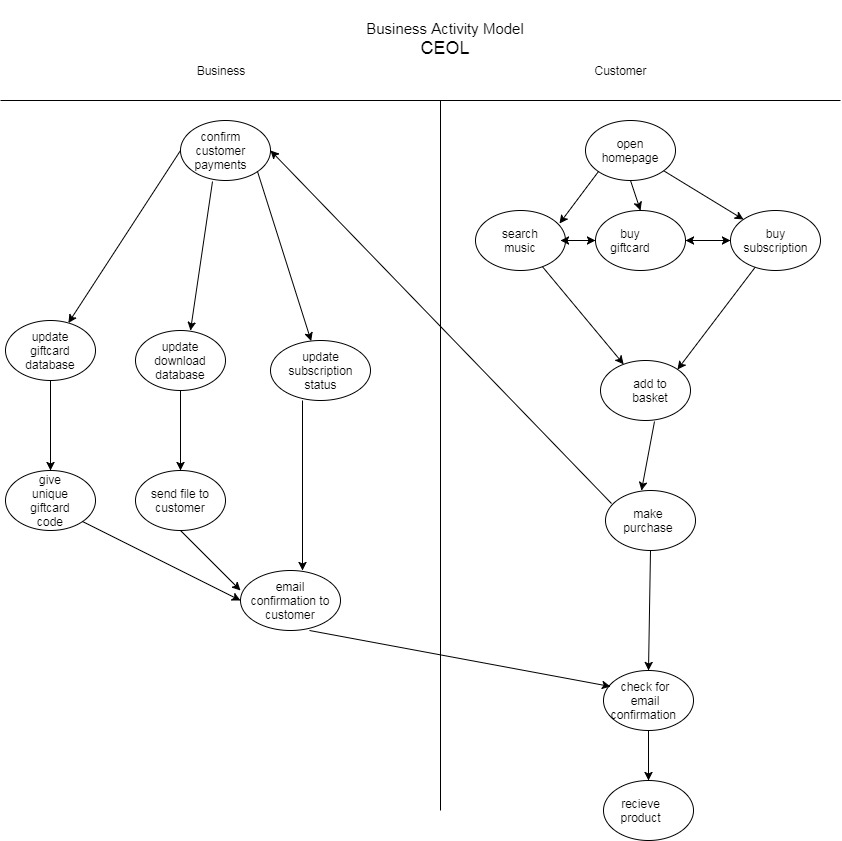 Business Activity Model
CEOL
Business
Customer
confirm
customer
payments
open
homepage
search
music
buy
giftcard
buy
subscription
update
giftcard
database
update
download
database
update
subscription
status
add to
basket
give
unique
giftcard
code
send file to
customer
make
purchase
email
confirmation to
customer
check for
email
confirmation
recieve
product